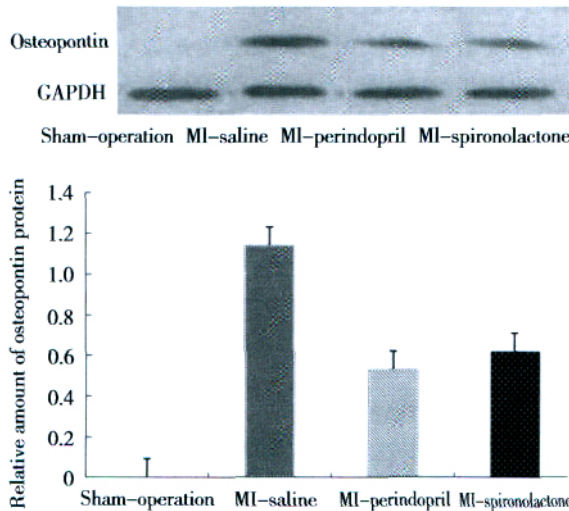 Osteopontin
GAPDH
Sham-operation MI-saline MI-perindopril MI-spironolactone
Relative amount of osteopontin protein
1.4
1.2
1.0
0.8
0.6
0.4
0.2
0
Sham-operation MI-saline MI-perindopril MI-spironolactone